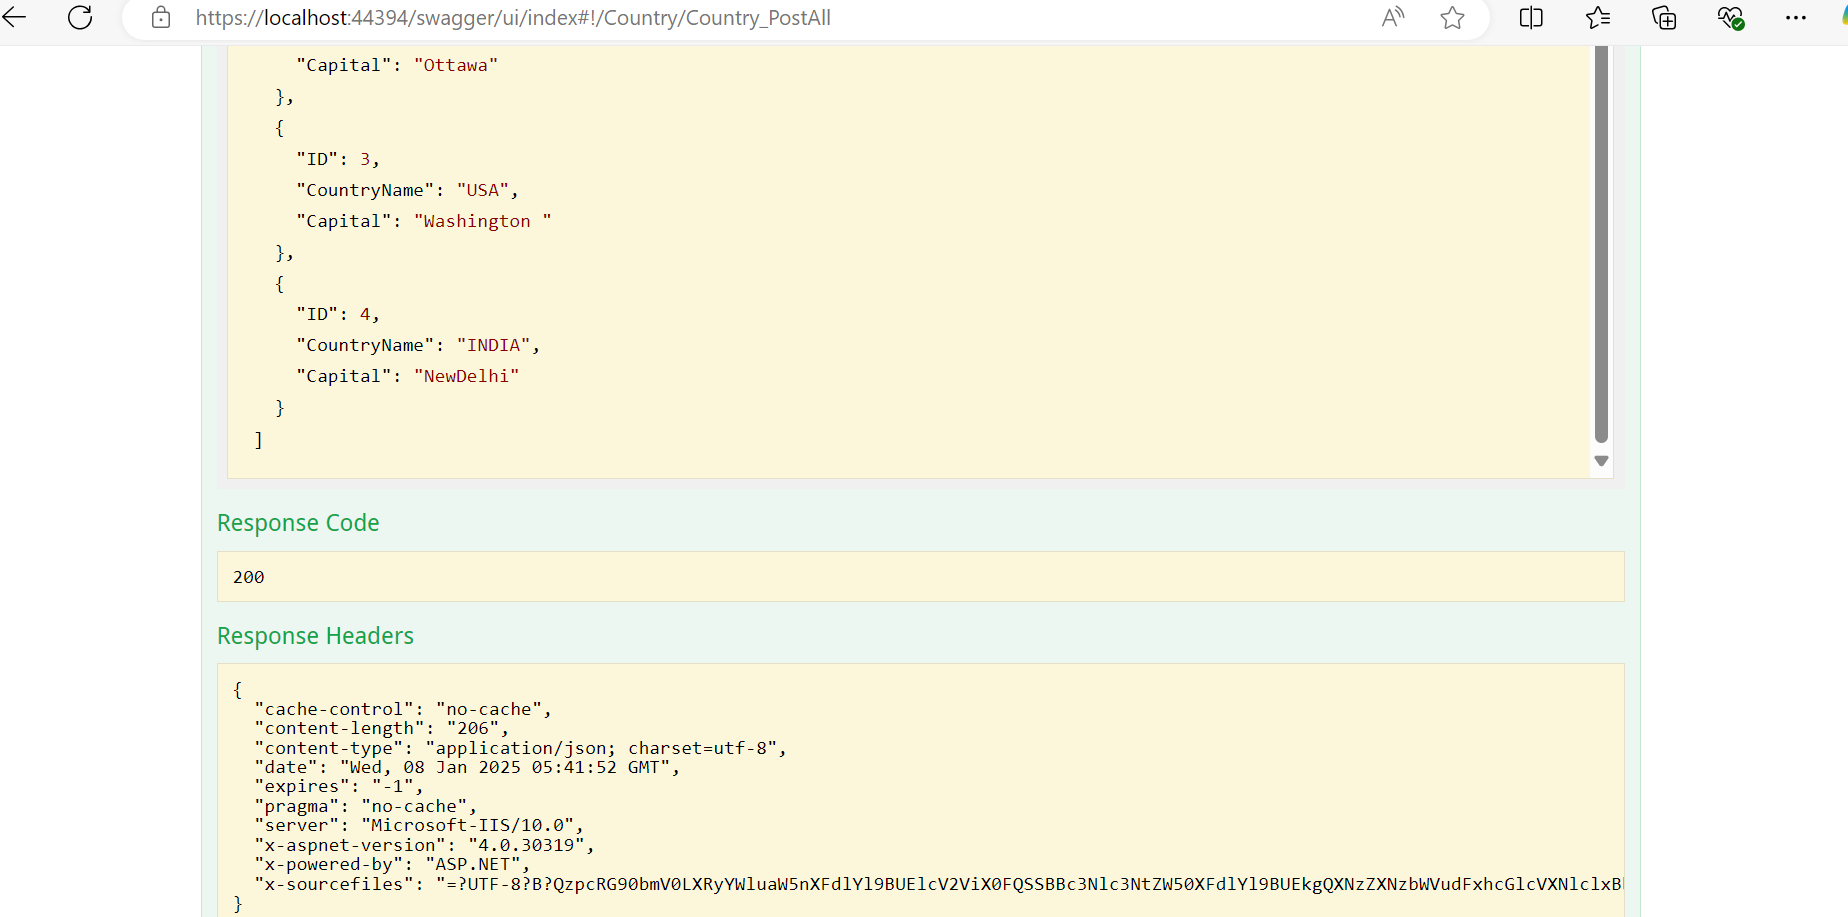 https://localhost:44394/swagger/ui/index#!/Country/Country_PostAll
"Capital": "Ottawa"
},
{
"ID": 3,
"CountryName": "USA",
"Capital": "Washington "
},
{
"ID": 4,
"CountryName": "INDIA",
"Capital": "NewDelhi"
}
]
Response Code
200
Response Headers
{
"cache-control": "no-cache",
"content-length": "206",
"content-type": "application/json; charset=utf-8",
"date": "Wed, 08 Jan 2025 05:41:52 GMT",
"expires": "-1",
"pragma": "no-cache",
"server": "Microsoft-IIS/10.0",
"x-aspnet-version": "4.0.30319",
"x-powered-by": "ASP.NET",
"x-sourcefiles": "=?UTF-8?B?QzpcRG90bmV0LXRyYWluaW5nXFdlYl9BUElcV2ViX0FQSSBBc3Nlc3NtZW50XFdlYl9BUEkgQXNzZXNzbWVudFxhcGlcVXNlclxB
}